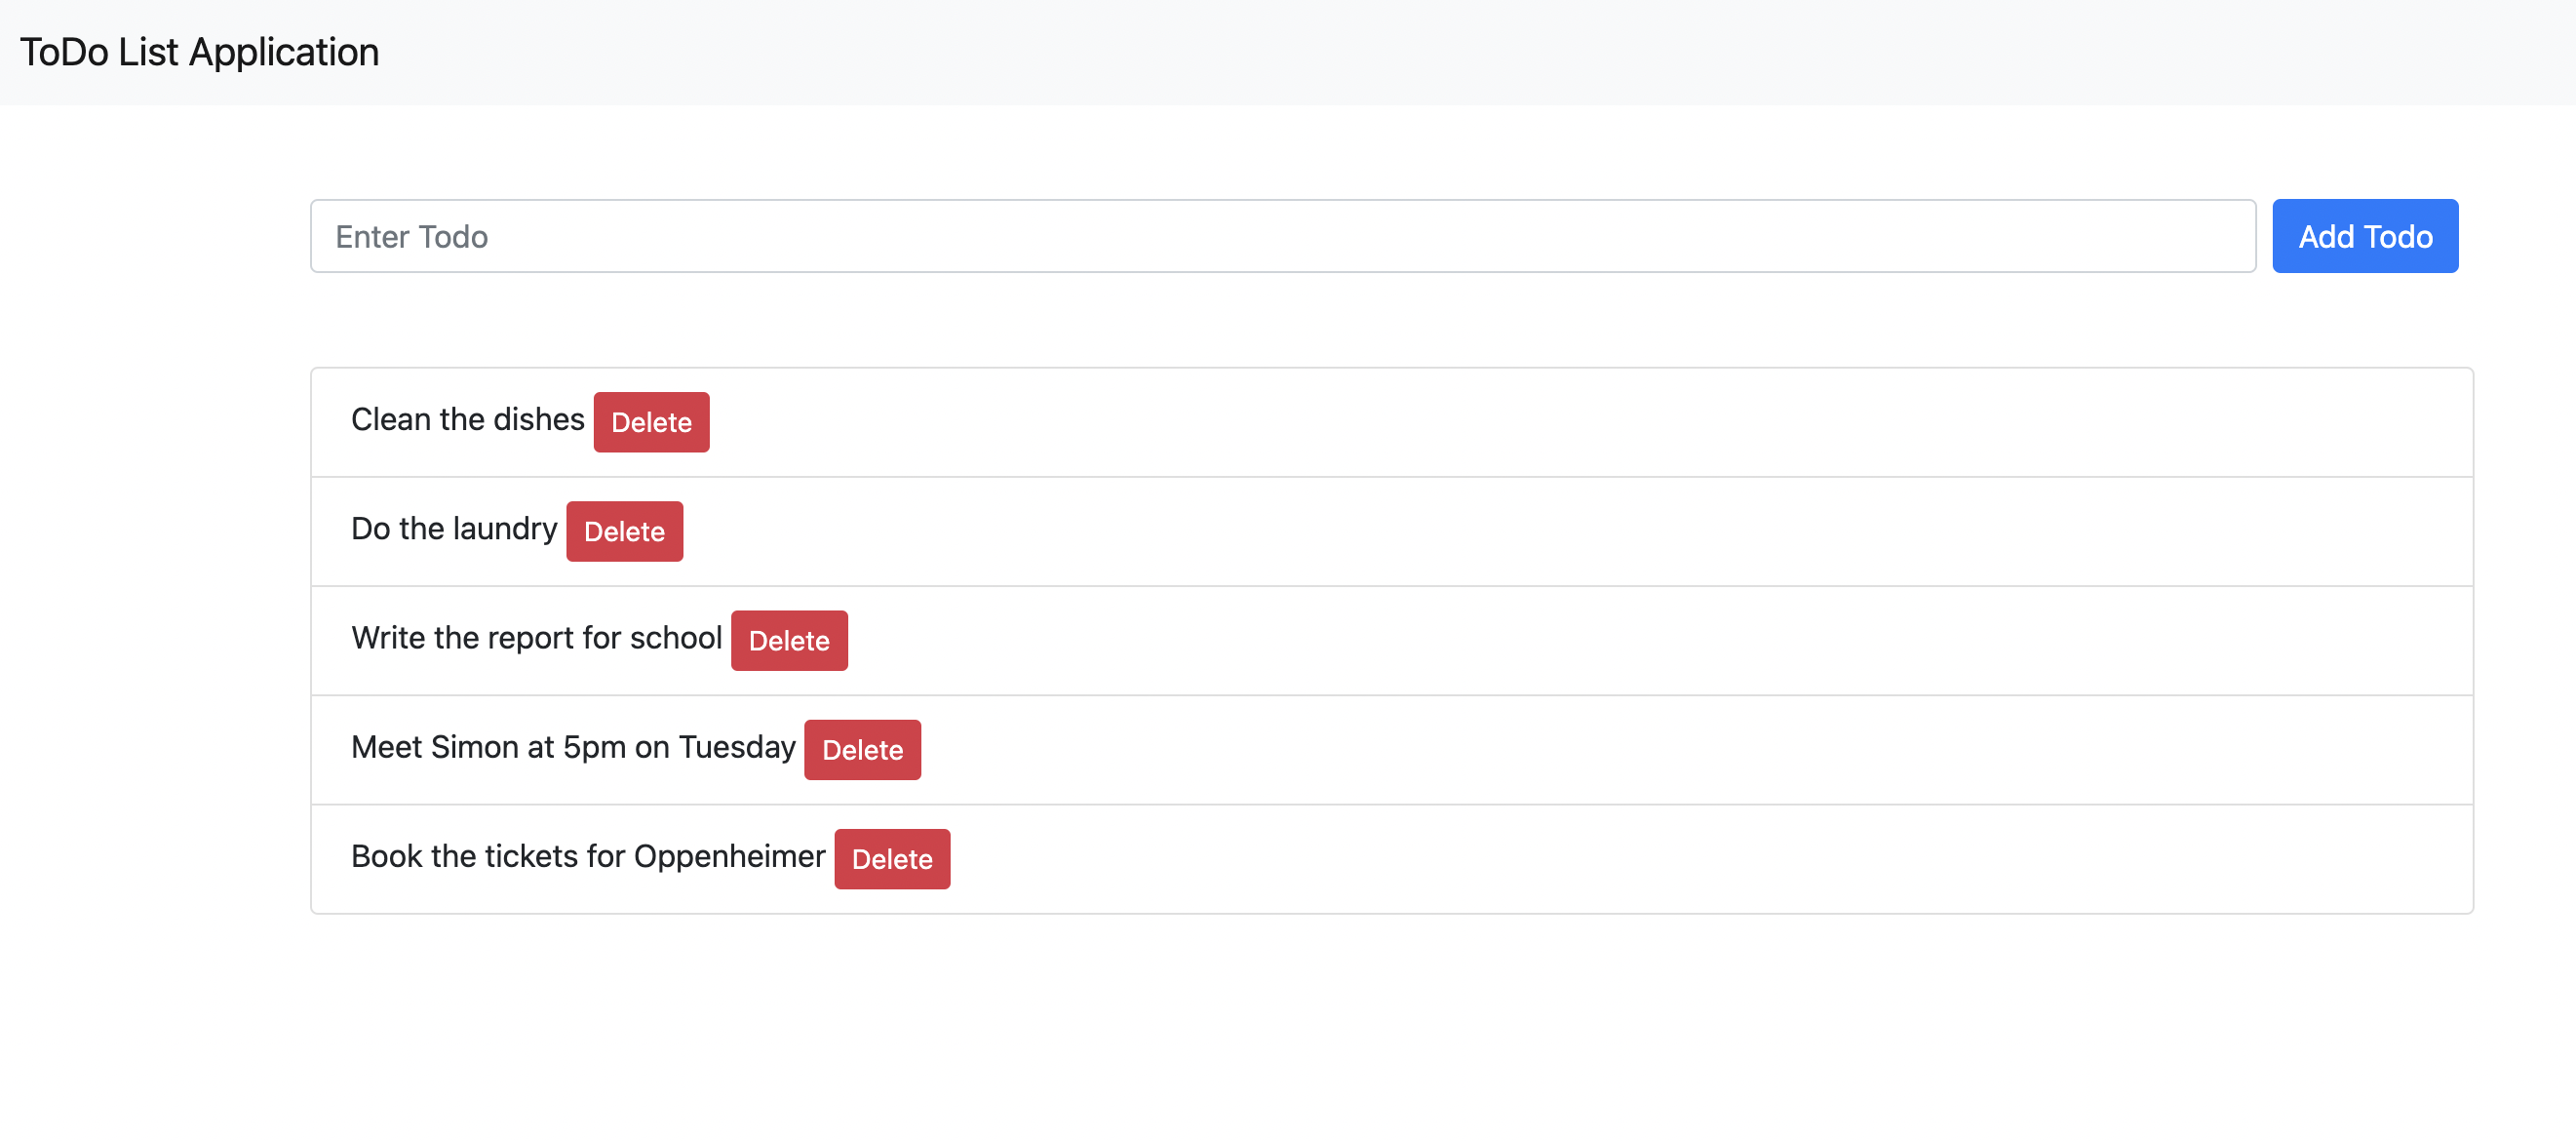 ToDo List Application
Enter Todo Add Todo
Clean the dishes Delete
Do the laundry Delete
Write the report for school Delete
Meet Simon at 5pm on Tuesday Delete
Book the tickets for Oppenheimer Delete